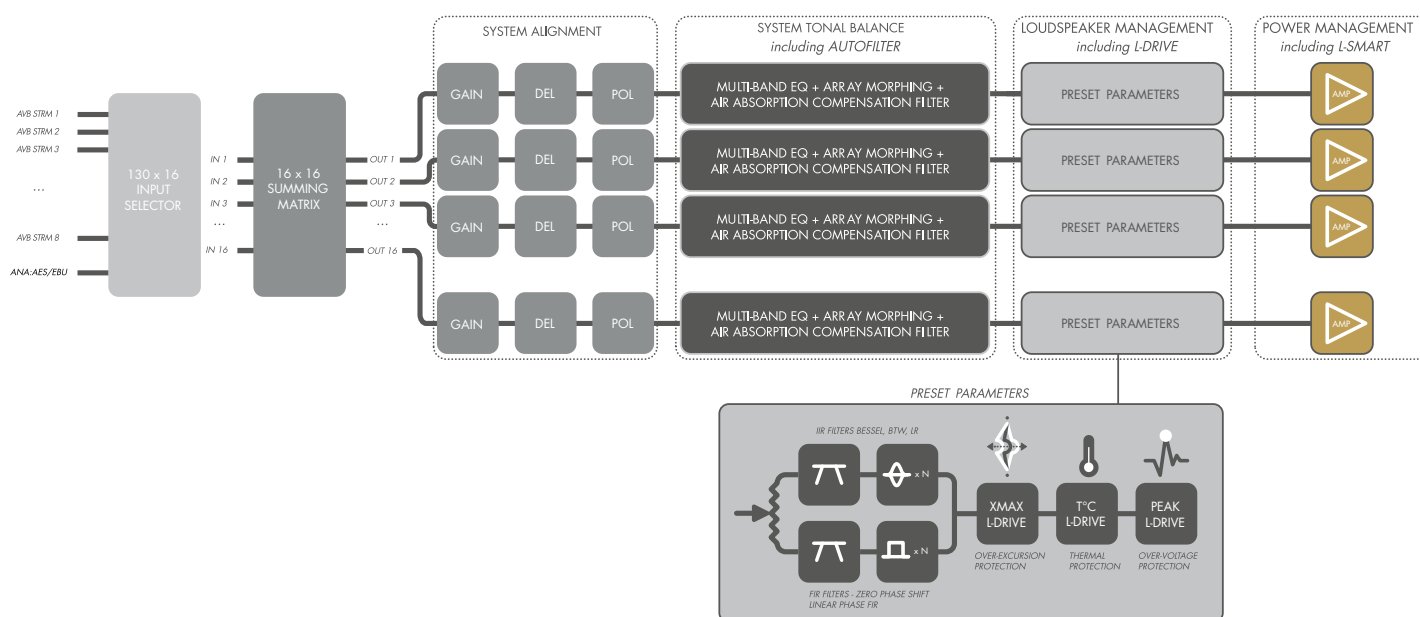 SYSTEM ALIGNMENT
SYSTEM TONAL BALANCE
including AUTOFILTER
LOUDSPEAKER MANAGEMENT
including L-DRIVE
POWER MANAGEMENT
including L-SMART
AVB STRM 1
AVB STRM 2
AVB STRM 3
...
AVB STRM 8
ANA:AES/EBU
130 x 16
INPUT
SELECTOR
IN 1
IN 2
IN 3
...
IN 16
16 x 16
SUMMING
MATRIX
OUT 1
OUT 2
OUT 3
...
OUT 16
GAIN
DEL
POL
MULTI-BAND EQ + ARRAY MORPHING +
AIR ABSORPTION COMPENSATION FILTER
PRESET PARAMETERS
AMP
GAIN
DEL
POL
MULTI-BAND EQ + ARRAY MORPHING +
AIR ABSORPTION COMPENSATION FILTER
PRESET PARAMETERS
AMP
GAIN
DEL
POL
MULTI-BAND EQ + ARRAY MORPHING +
AIR ABSORPTION COMPENSATION FILTER
PRESET PARAMETERS
AMP
GAIN
DEL
POL
MULTI-BAND EQ + ARRAY MORPHING +
AIR ABSORPTION COMPENSATION FILTER
PRESET PARAMETERS
AMP
PRESET PARAMETERS
IIR FILTERS BESSEL, BTW, LR
x N
x N
FIR FILTERS - ZERO PHASE SHIFT
LINEAR PHASE FIR
XMAX
L-DRIVE
OVER-EXCURSION
PROTECTION
T°C
L-DRIVE
THERMAL
PROTECTION
PEAK
L-DRIVE
OVER-VOLTAGE
PROTECTION